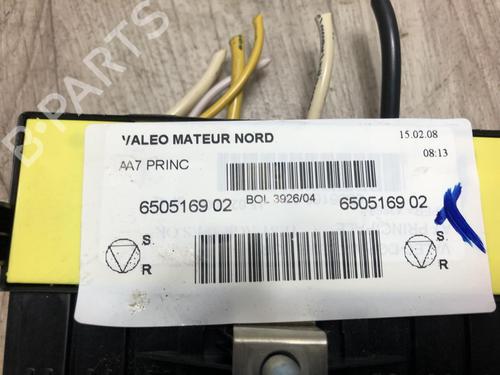 B-PARTS
VALEO MATEUR NORD 15.02.08
AA7 PRINC 08:13
BOL 3926/04
6505169 02 6505169 02
S. S.
R R